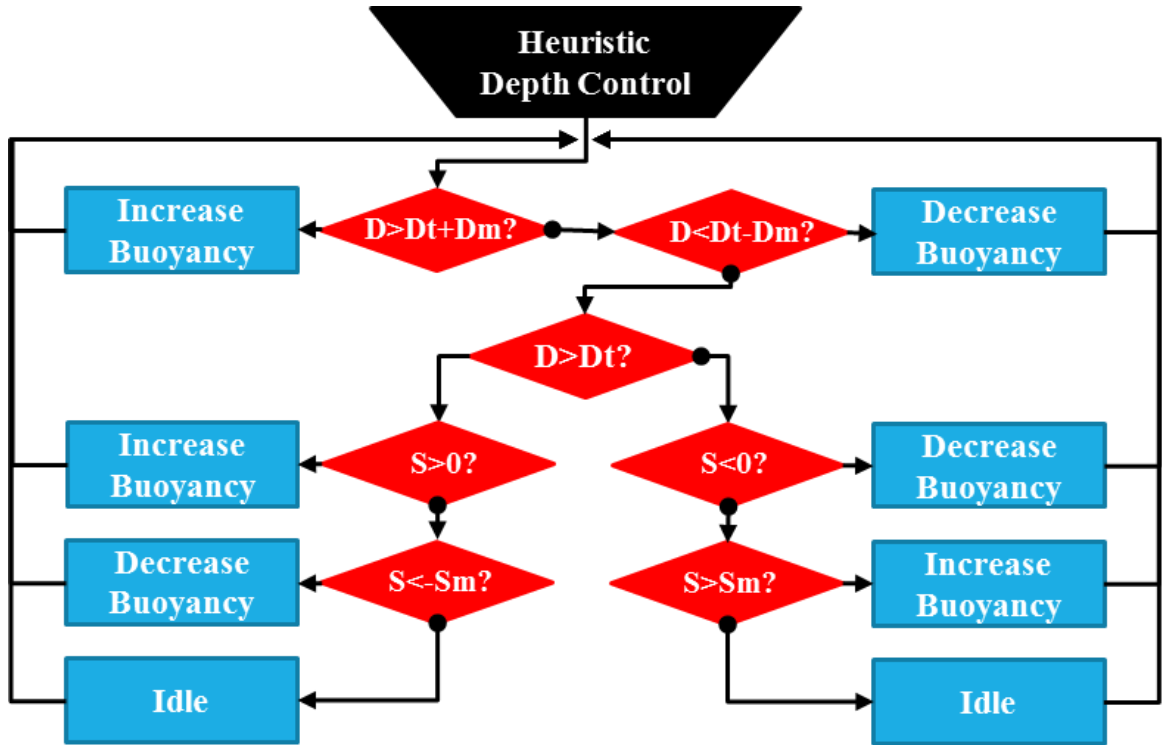 Heuristic
Depth Control
Increase
Buoyancy
D>Dt+Dm?
D<Dt-Dm?
Decrease
Buoyancy
D>Dt?
Increase
Buoyancy
S>0?
S<0?
Decrease
Buoyancy
Decrease
Buoyancy
S<-Sm?
S>Sm?
Increase
Buoyancy
Idle
Idle